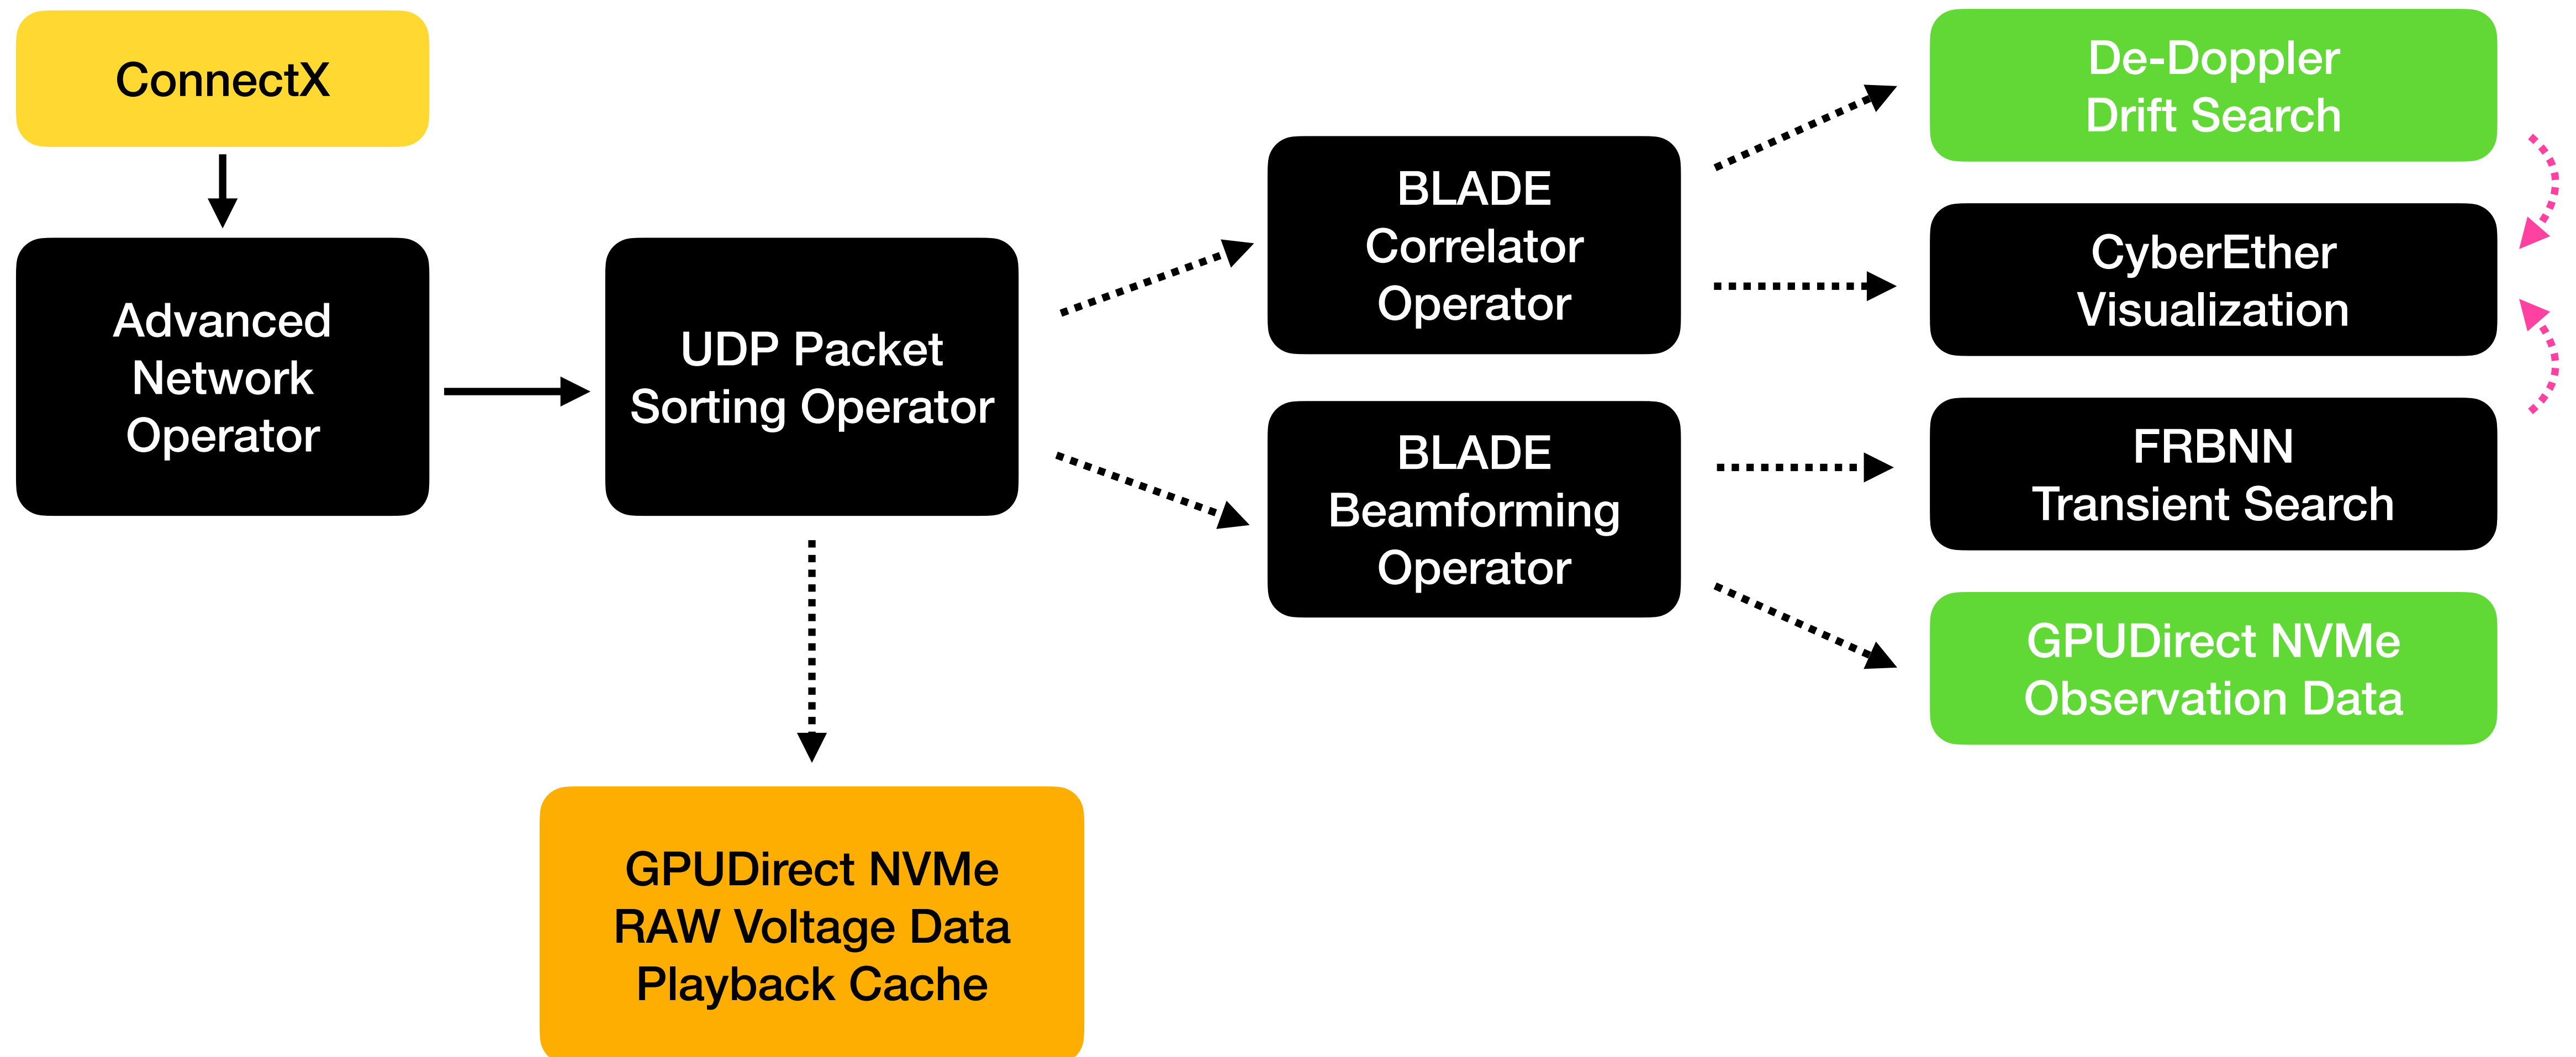 ConnectX
Advanced
Network
Operator
UDP Packet
Sorting Operator
GPUDirect NVMe
RAW Voltage Data
Playback Cache
BLADE
Correlator
Operator
BLADE
Beamforming
Operator
De-Doppler
Drift Search
CyberEther
Visualization
FRBNN
Transient Search
GPUDirect NVMe
Observation Data